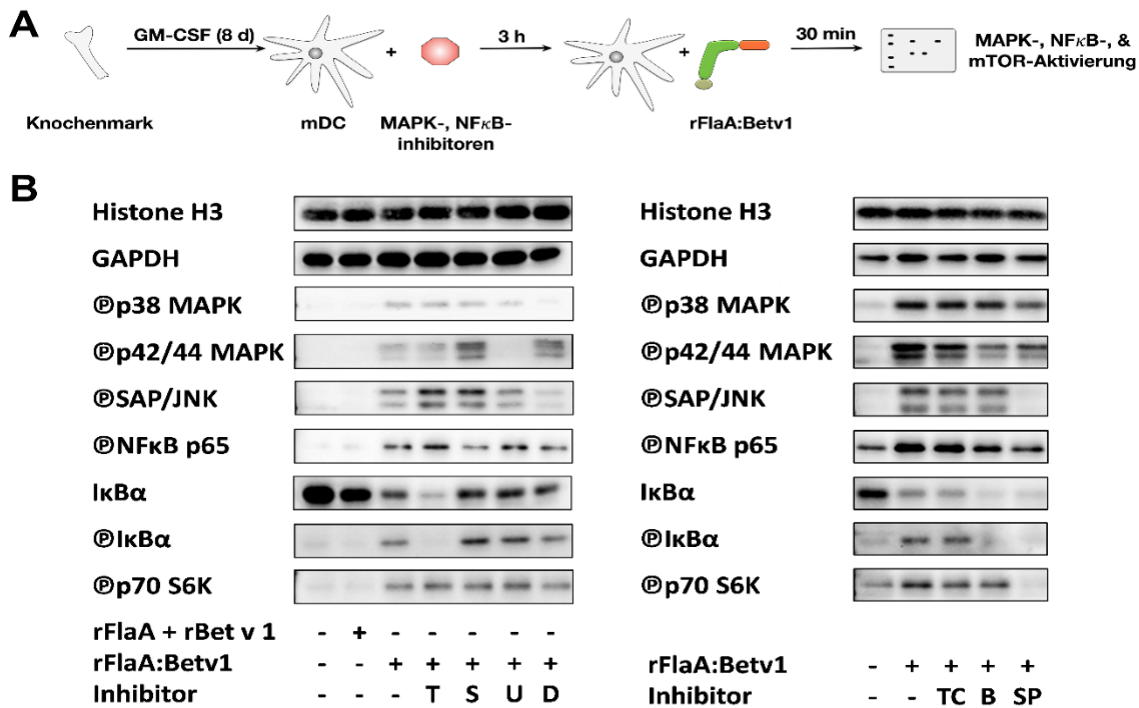 A
GM-CSF (8 d)
+
3 h
+
30 min
MAPK-, NFκB-, &
mTOR-Aktivierung
Knochenmark
mDC
MAPK-, NFκB-
inhibitoren
rFlaA:Betv1
B
Histone H3
GAPDH
Ⓟp38 MAPK
Ⓟp42/44 MAPK
ⓅSAP/JNK
ⓅNFκB p65
IκBα
ⓅIκBα
Ⓟp70 S6K
rFlaA + rBet v 1 - + - - - - -
rFlaA:Betv1 - - + + + + +
Inhibitor - - - T S U D
Histone H3
GAPDH
Ⓟp38 MAPK
Ⓟp42/44 MAPK
ⓅSAP/JNK
ⓅNFκB p65
IκBα
ⓅIκBα
Ⓟp70 S6K
rFlaA:Betv1 - + + + +
Inhibitor - - TC B SP